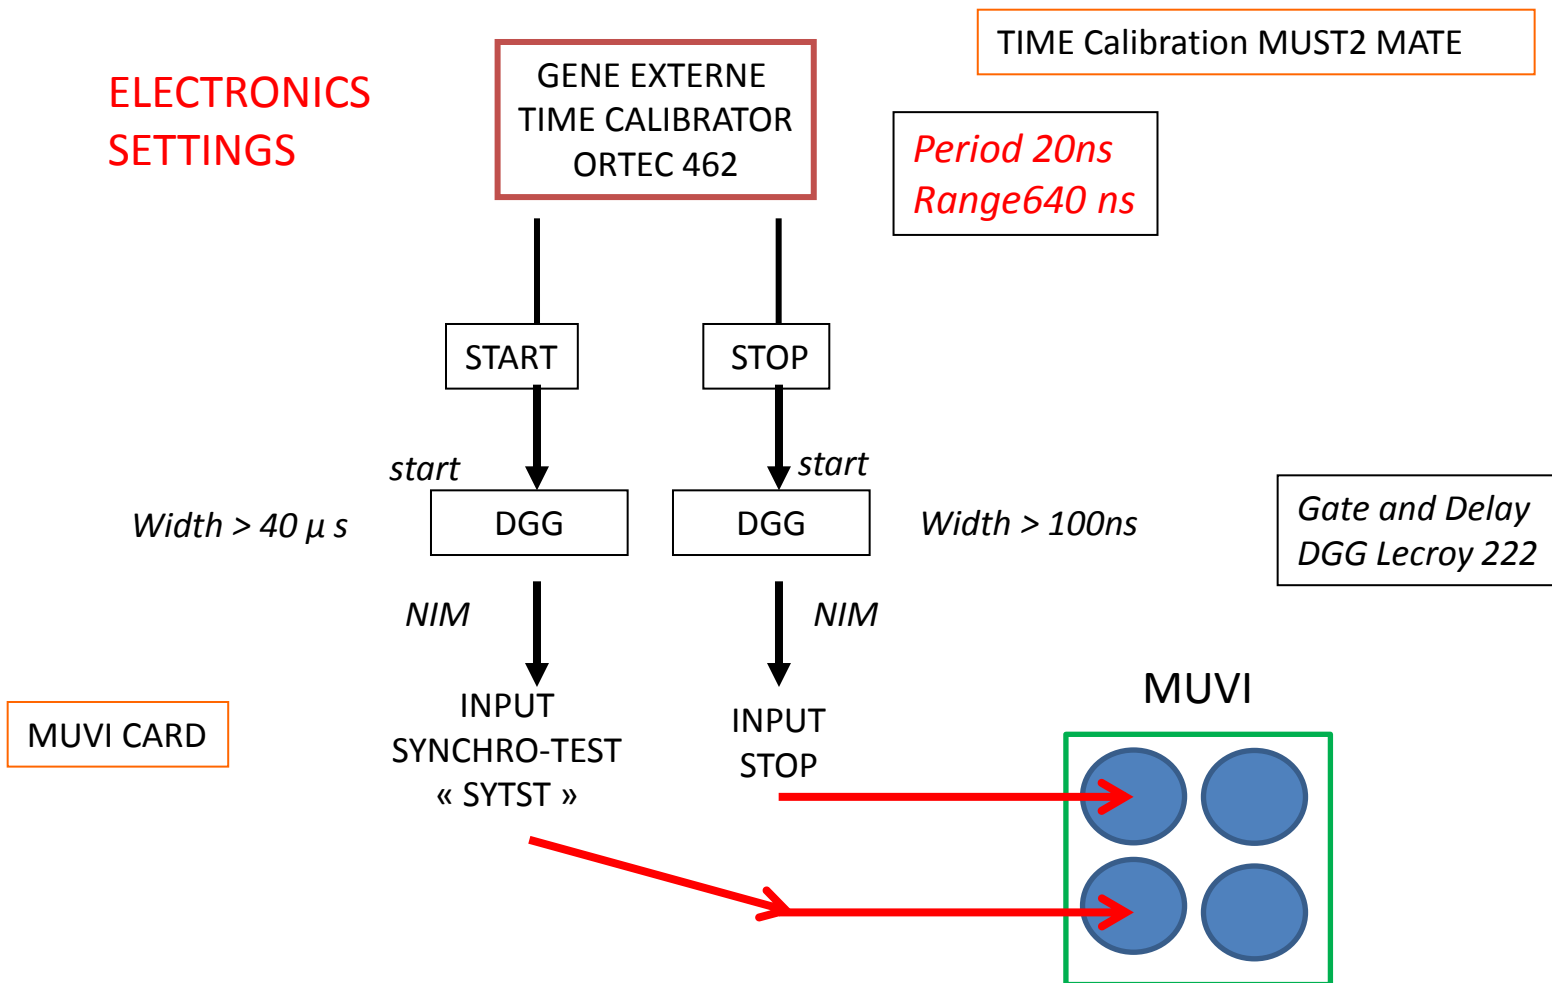 TIME Calibration MUST2 MATE
ELECTRONICS
SETTINGS
GENE EXTERNE
TIME CALIBRATOR
ORTEC 462
Period 20ns
Range640 ns
START
STOP
start
start
Width > 40 μ s
DGG
DGG
Width > 100ns
Gate and Delay
DGG Lecroy 222
NIM
NIM
MUVI CARD
INPUT
SYNCHRO-TEST
« SYTST »
INPUT
STOP
MUVI